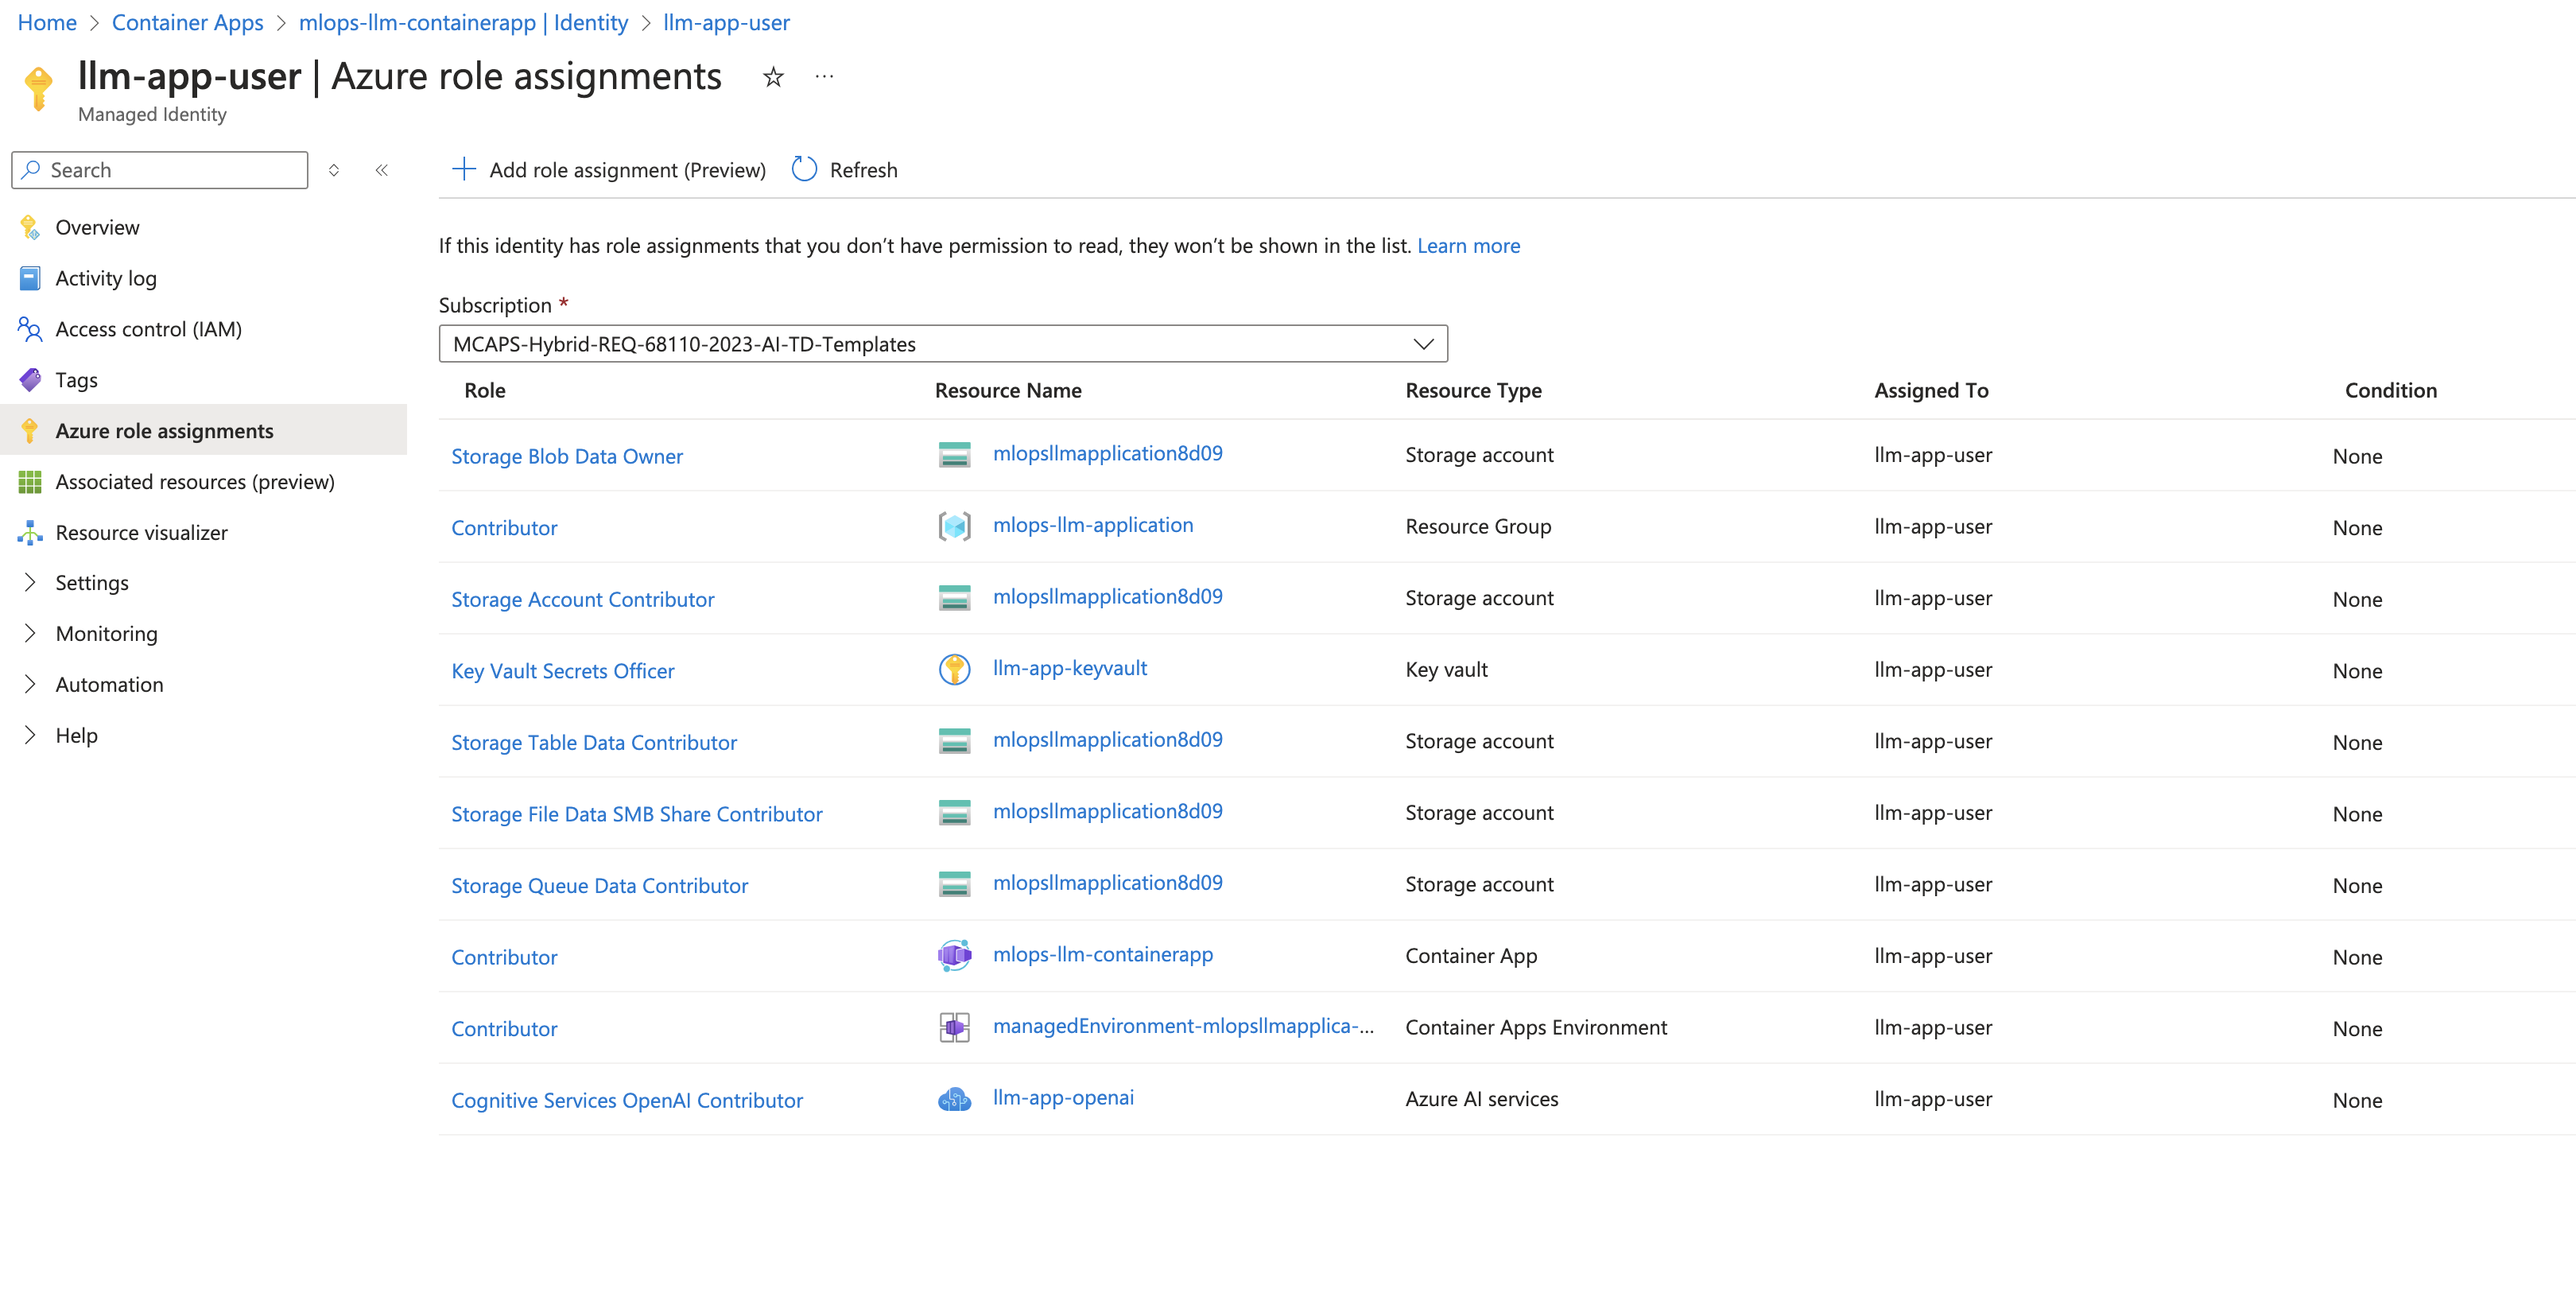 Home > Container Apps > mlops-llm-containerapp | Identity > llm-app-user
llm-app-user | Azure role assignments ☆ ···
Managed Identity
Search
Overview
Activity log
Access control (IAM)
Tags
Azure role assignments
Associated resources (preview)
Resource visualizer
Settings
Monitoring
Automation
Help
Add role assignment (Preview) Refresh
If this identity has role assignments that you don’t have permission to read, they won’t be shown in the list. Learn more
Subscription *
MCAPS-Hybrid-REQ-68110-2023-AI-TD-Templates
Role Resource Name Resource Type Assigned To Condition
Storage Blob Data Owner mlopsllmapplication8d09 Storage account llm-app-user None
Contributor mlops-llm-application Resource Group llm-app-user None
Storage Account Contributor mlopsllmapplication8d09 Storage account llm-app-user None
Key Vault Secrets Officer llm-app-keyvault Key vault llm-app-user None
Storage Table Data Contributor mlopsllmapplication8d09 Storage account llm-app-user None
Storage File Data SMB Share Contributor mlopsllmapplication8d09 Storage account llm-app-user None
Storage Queue Data Contributor mlopsllmapplication8d09 Storage account llm-app-user None
Contributor mlops-llm-containerapp Container App llm-app-user None
Contributor managedEnvironment-mlopsllmapplica-... Container Apps Environment llm-app-user None
Cognitive Services OpenAI Contributor llm-app-openai Azure AI services llm-app-user None